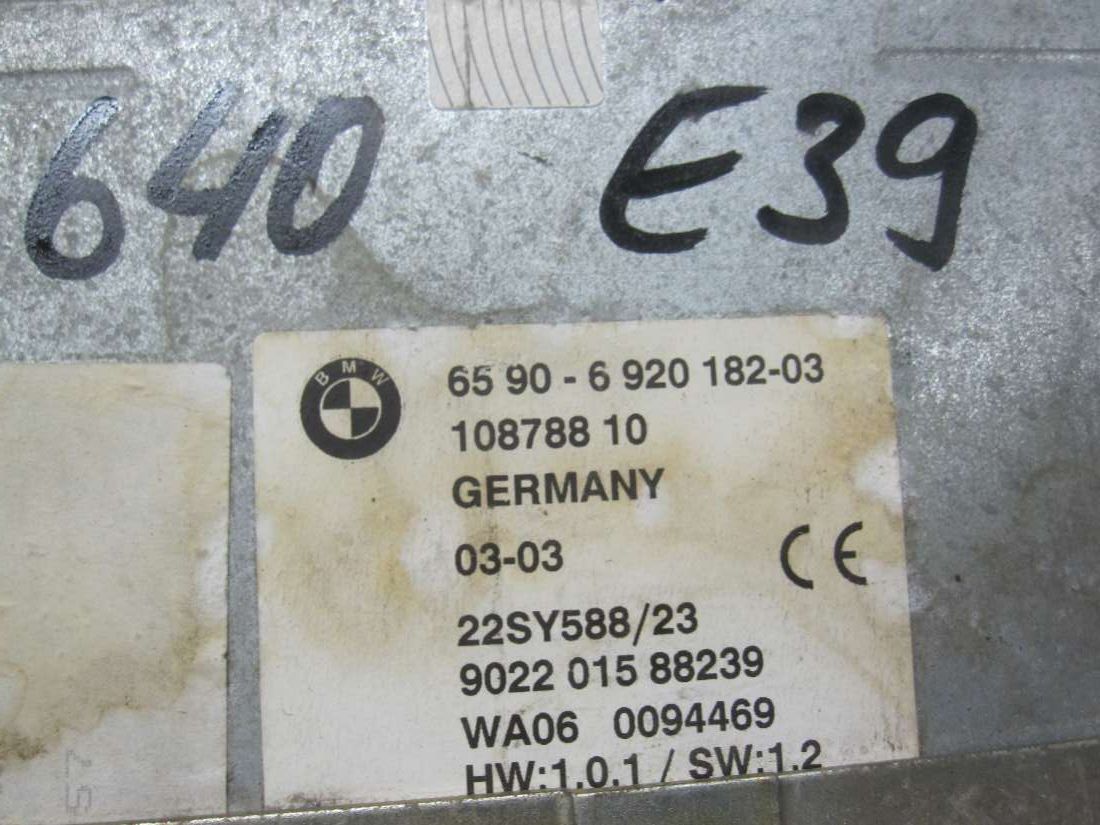 640 E39
BMW
65 90 - 6 920 182-03
108788 10
GERMANY
03-03 CE
22SY588/23
9022 015 88239
WA06 0094469
HW:1.0.1 / SW:1.2